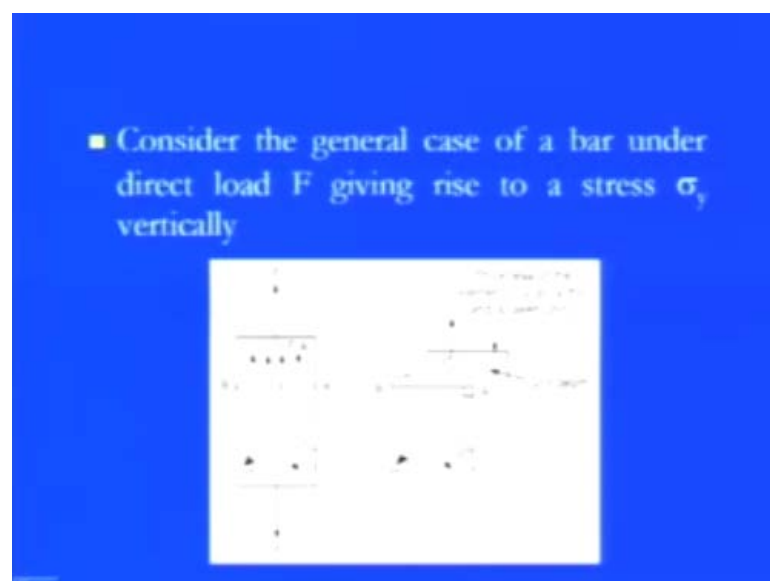 Consider the general case of a bar under
direct load F giving rise to a stress σy
vertically